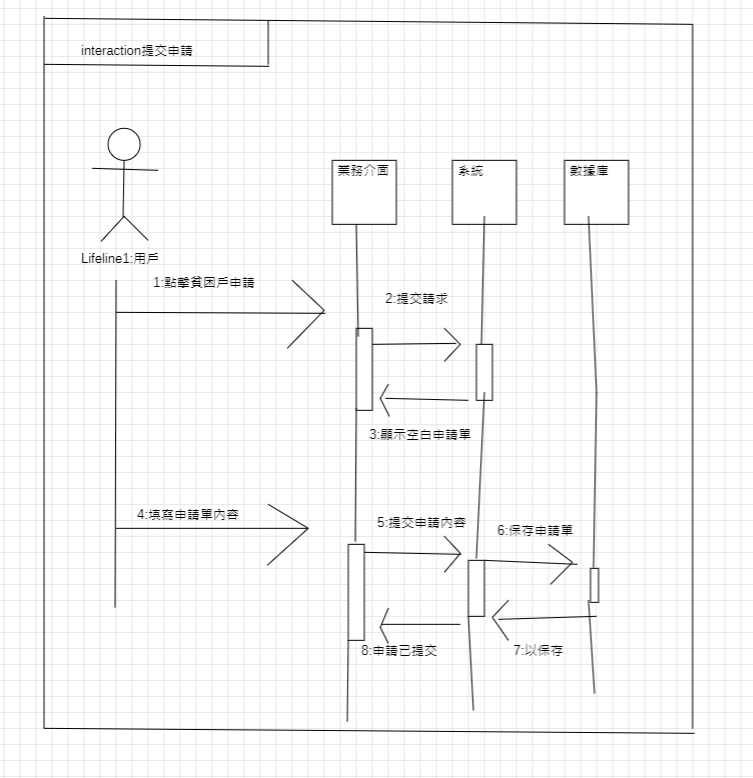 interaction提交申請
業務介面
系統
數據庫
Lifeline1:用戶
1:點擊貧困戶申請
2:提交請求
3:顯示空白申請單
4:填寫申請單內容
5:提交申請內容
6:保存申請單
7:以保存
8:申請已提交